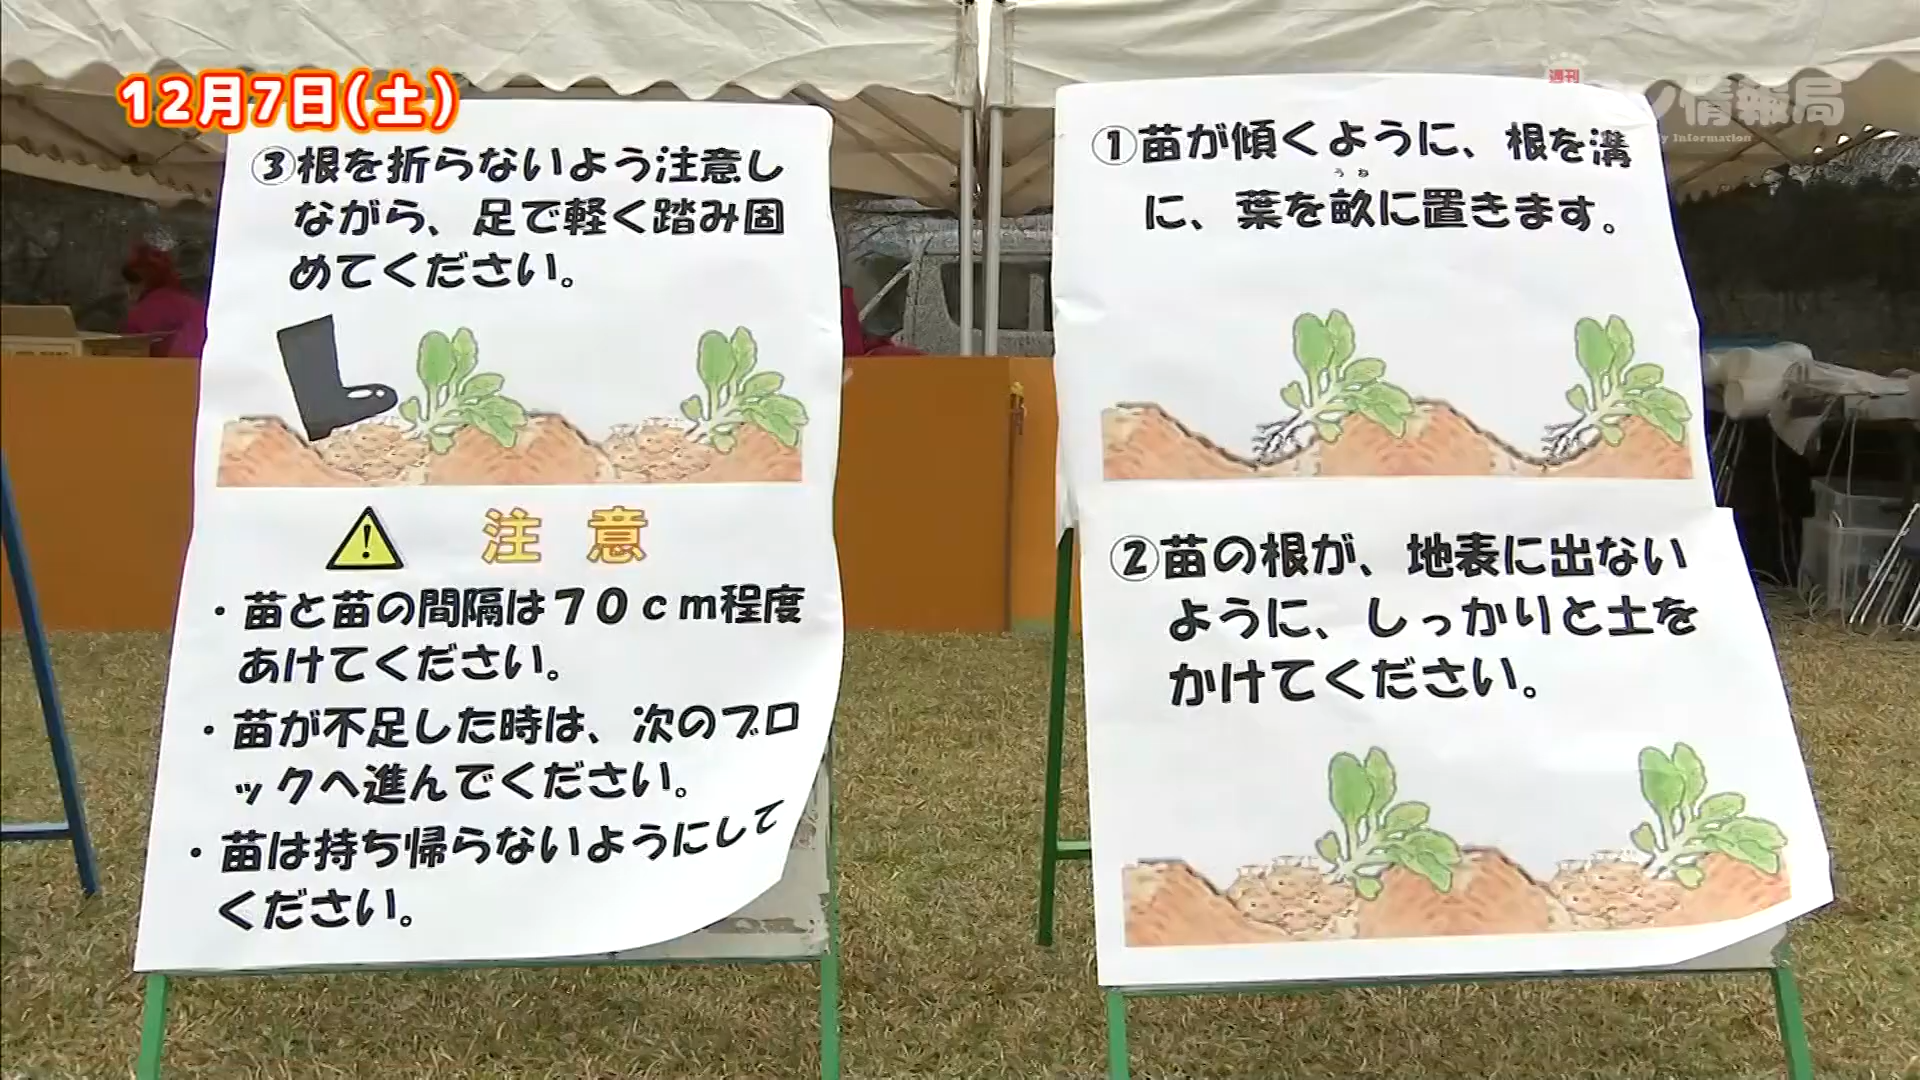 12月7日(土)
③根を折らないよう注意し
ながら、足で軽く踏み固
めてください。
注 意
・苗と苗の間隔は70cm程度
あけてください。
・苗が不足した時は、次のブロ
ックへ進んでください。
・苗は持ち帰らないようにして
ください。
週刊
情報局
Information
①苗が傾くように、根を溝
うね
に、葉を畝に置きます。
②苗の根が、地表に出ない
ように、しっかりと土を
かけてください。